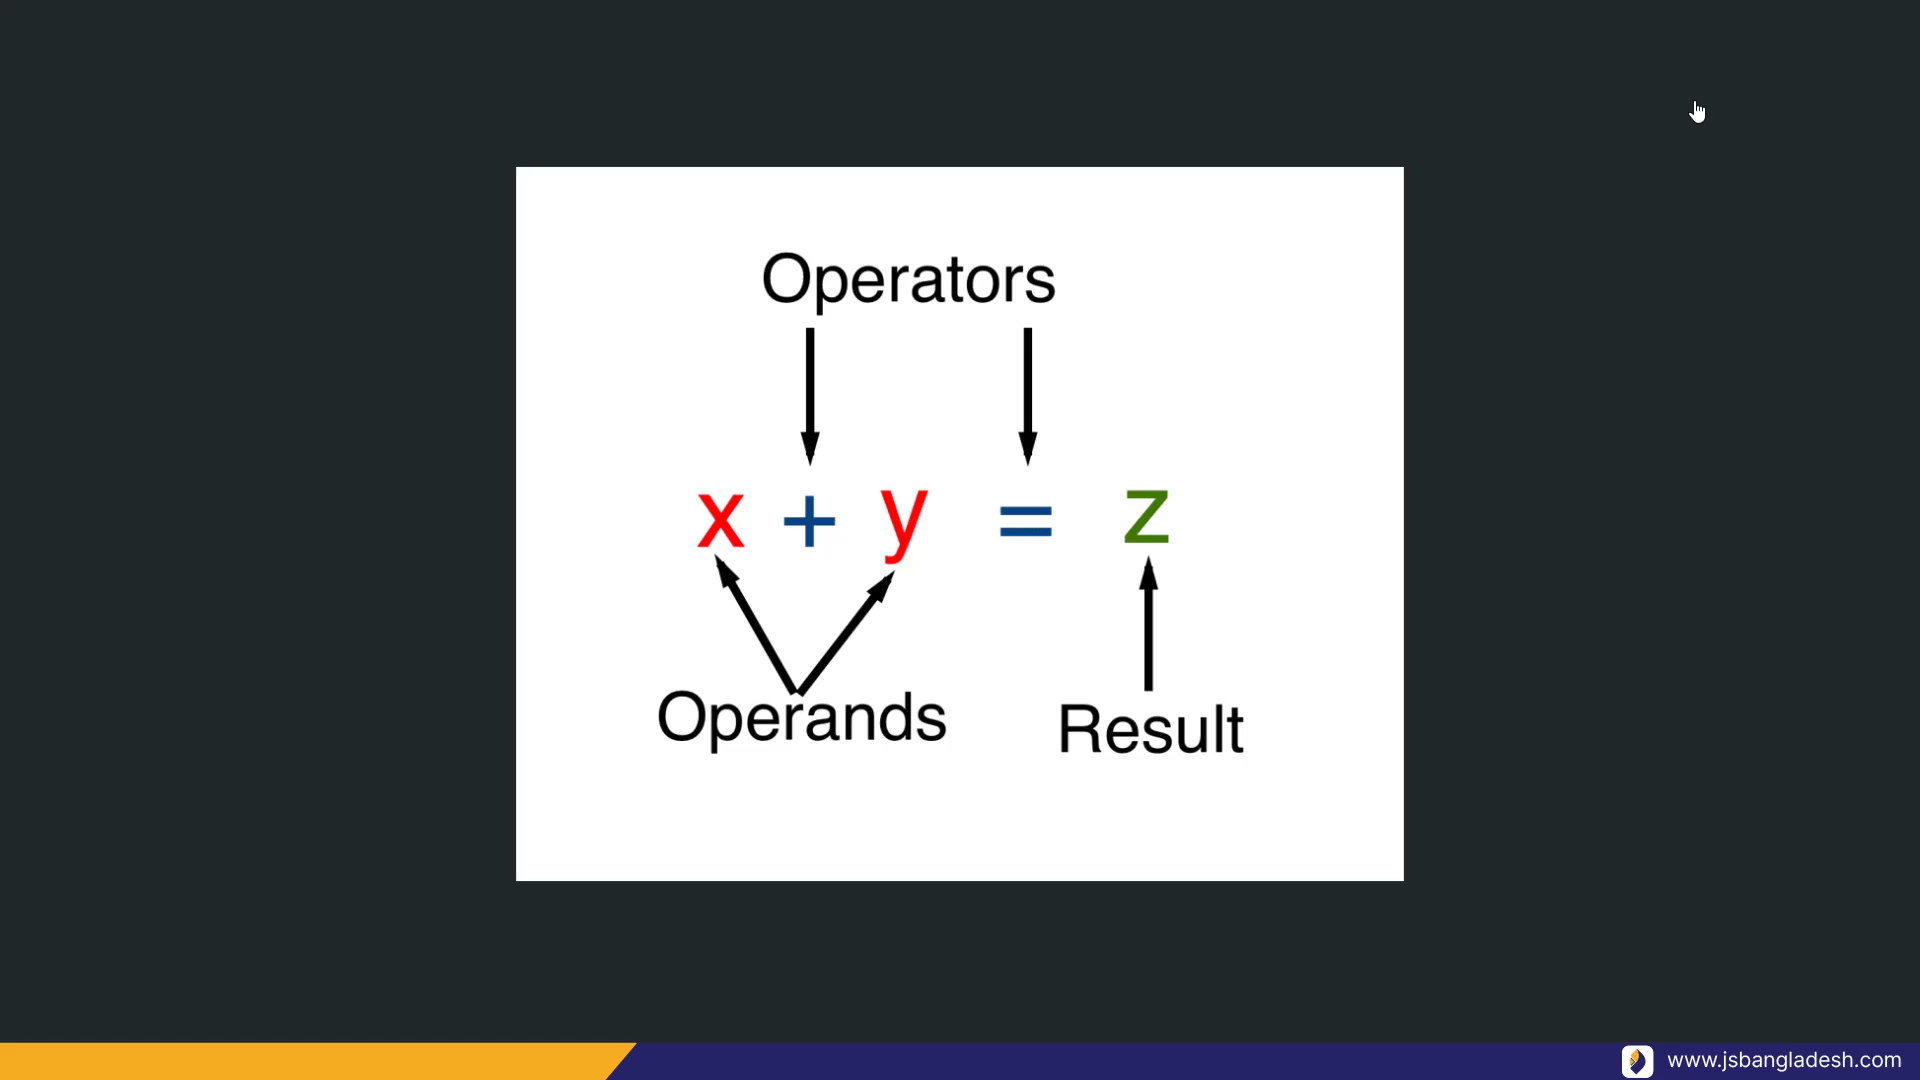 Operators
x + y = z
Operands
Result
www.jsbangladesh.com